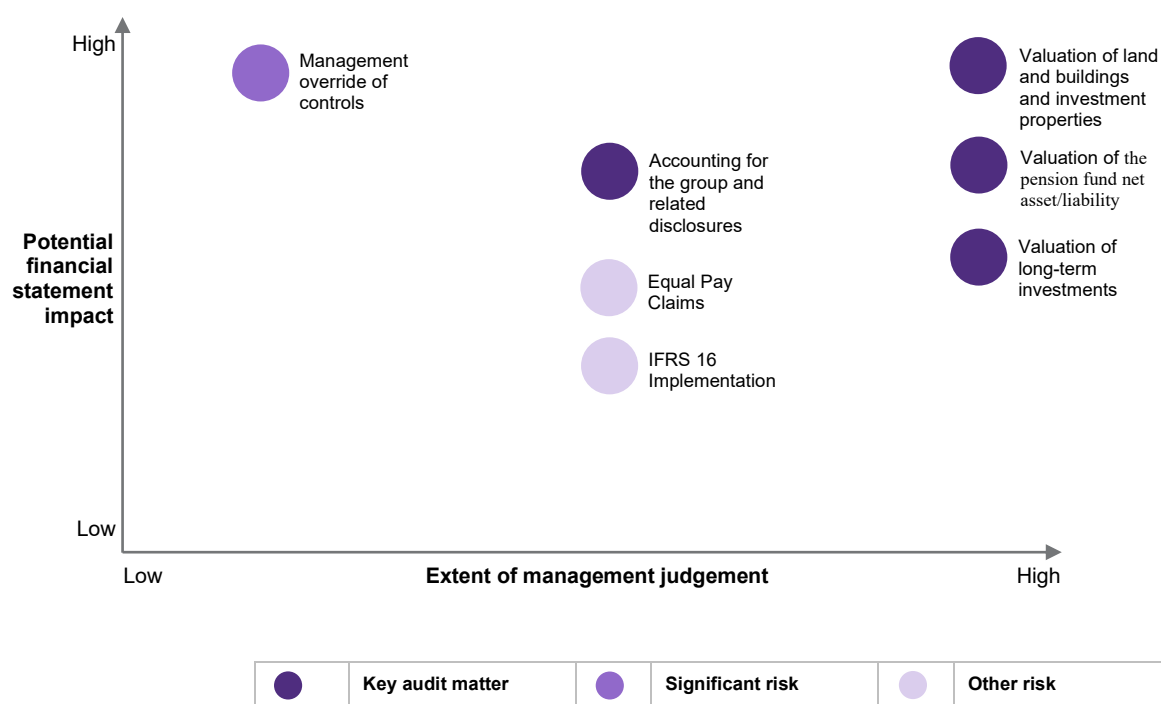 High
Management
override of
controls
Valuation of land
and buildings
and investment
properties
Accounting for
the group and
related
disclosures
Valuation of the
pension fund net
asset/liability
Potential
financial
statement
impact
Valuation of
long-term
investments
Equal Pay
Claims
IFRS 16
Implementation
Low
Low
Extent of management judgement
High
Key audit matter
Significant risk
Other risk